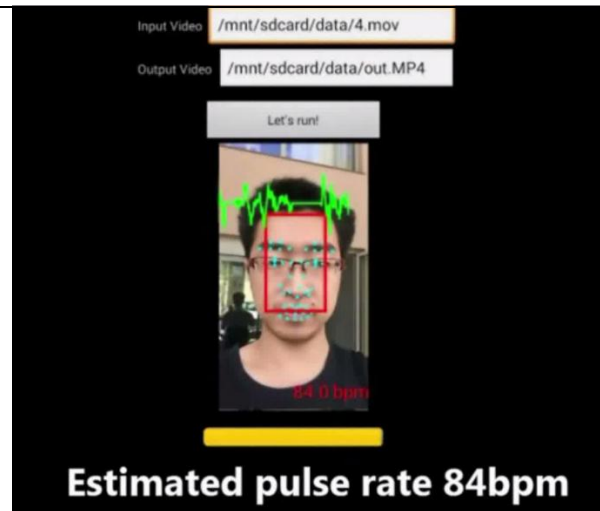 Input Video /mnt/sdcard/data/4.mov
Output Video /mnt/sdcard/data/out.MP4
Let's run!
84.0 bpm
Estimated pulse rate 84bpm